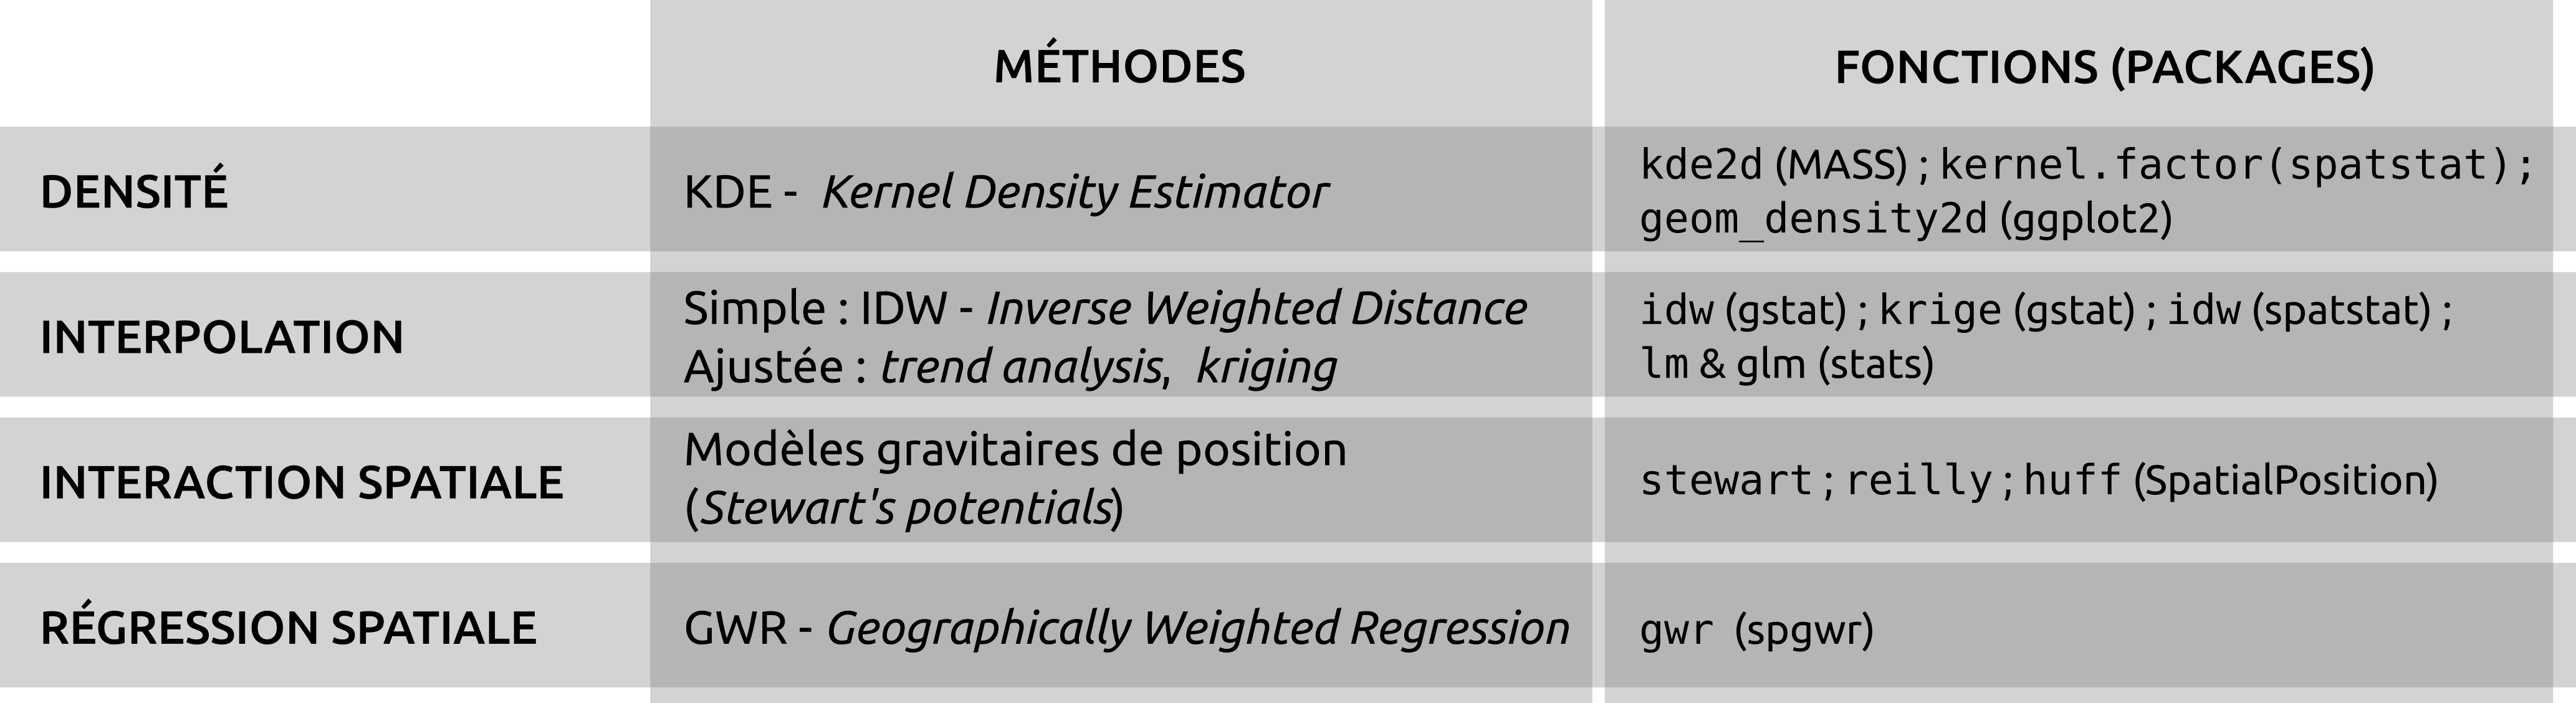 MÉTHODES
FONCTIONS (PACKAGES)
DENSITÉ
KDE - Kernel Density Estimator
kde2d (MASS) ; kernel.factor(spatstat) ;
geom_density2d (ggplot2)
INTERPOLATION
Simple : IDW - Inverse Weighted Distance
Ajustée : trend analysis, kriging
idw (gstat) ; krige (gstat) ; idw (spatstat) ;
lm & glm (stats)
INTERACTION SPATIALE
Modèles gravitaires de position
(Stewart's potentials)
stewart ; reilly ; huff (SpatialPosition)
RÉGRESSION SPATIALE
GWR - Geographically Weighted Regression
gwr (spgwr)